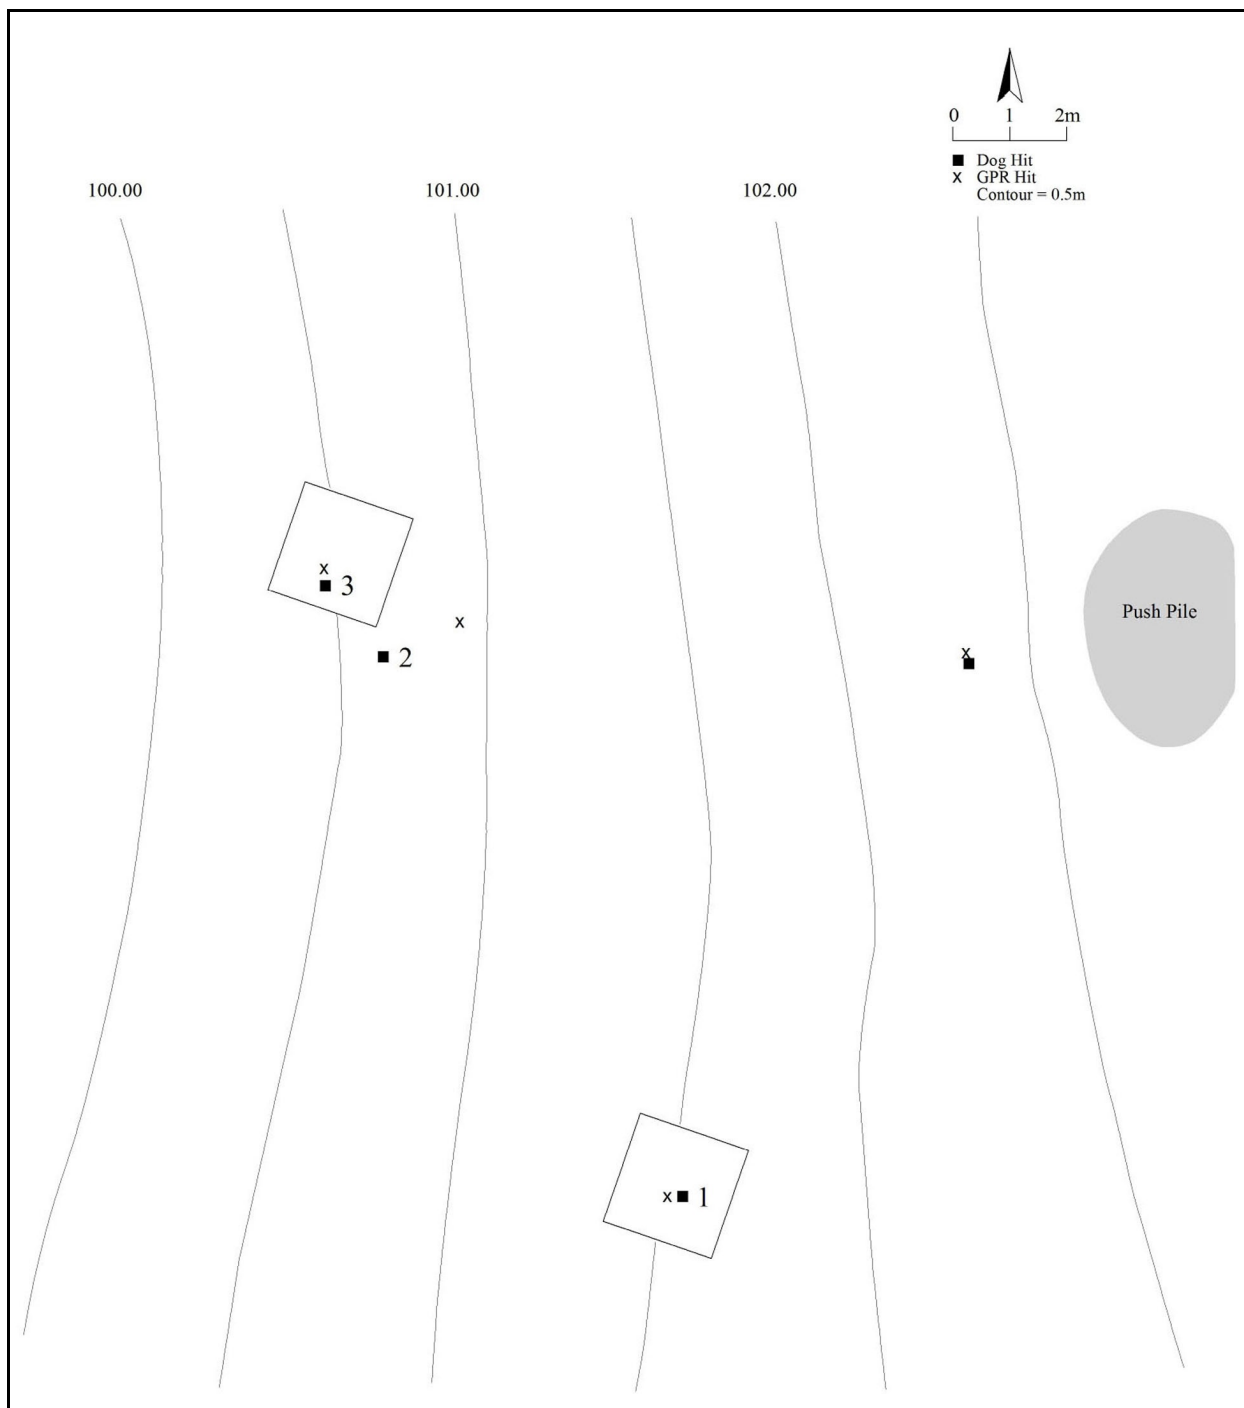 0 1 2m
Dog Hit
x GPR Hit
Contour = 0.5m
100.00 101.00 102.00
x
3
Push Pile
x
2
x
x 1